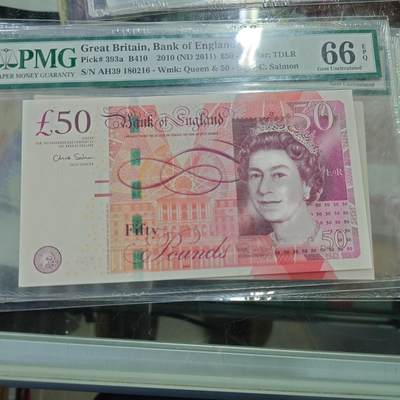 PMG
PAPER MONEY GUARANTY
Great Britain, Bank of England
Pick# 393a B410 2010 (ND 2011) £50 TDLR
S/N AH39 180216 - Wmk: Queen & 50 C. Salmon
66 EPQ
Gem Uncirculated
£50
Bank of England
50
Fifty
Pounds
50